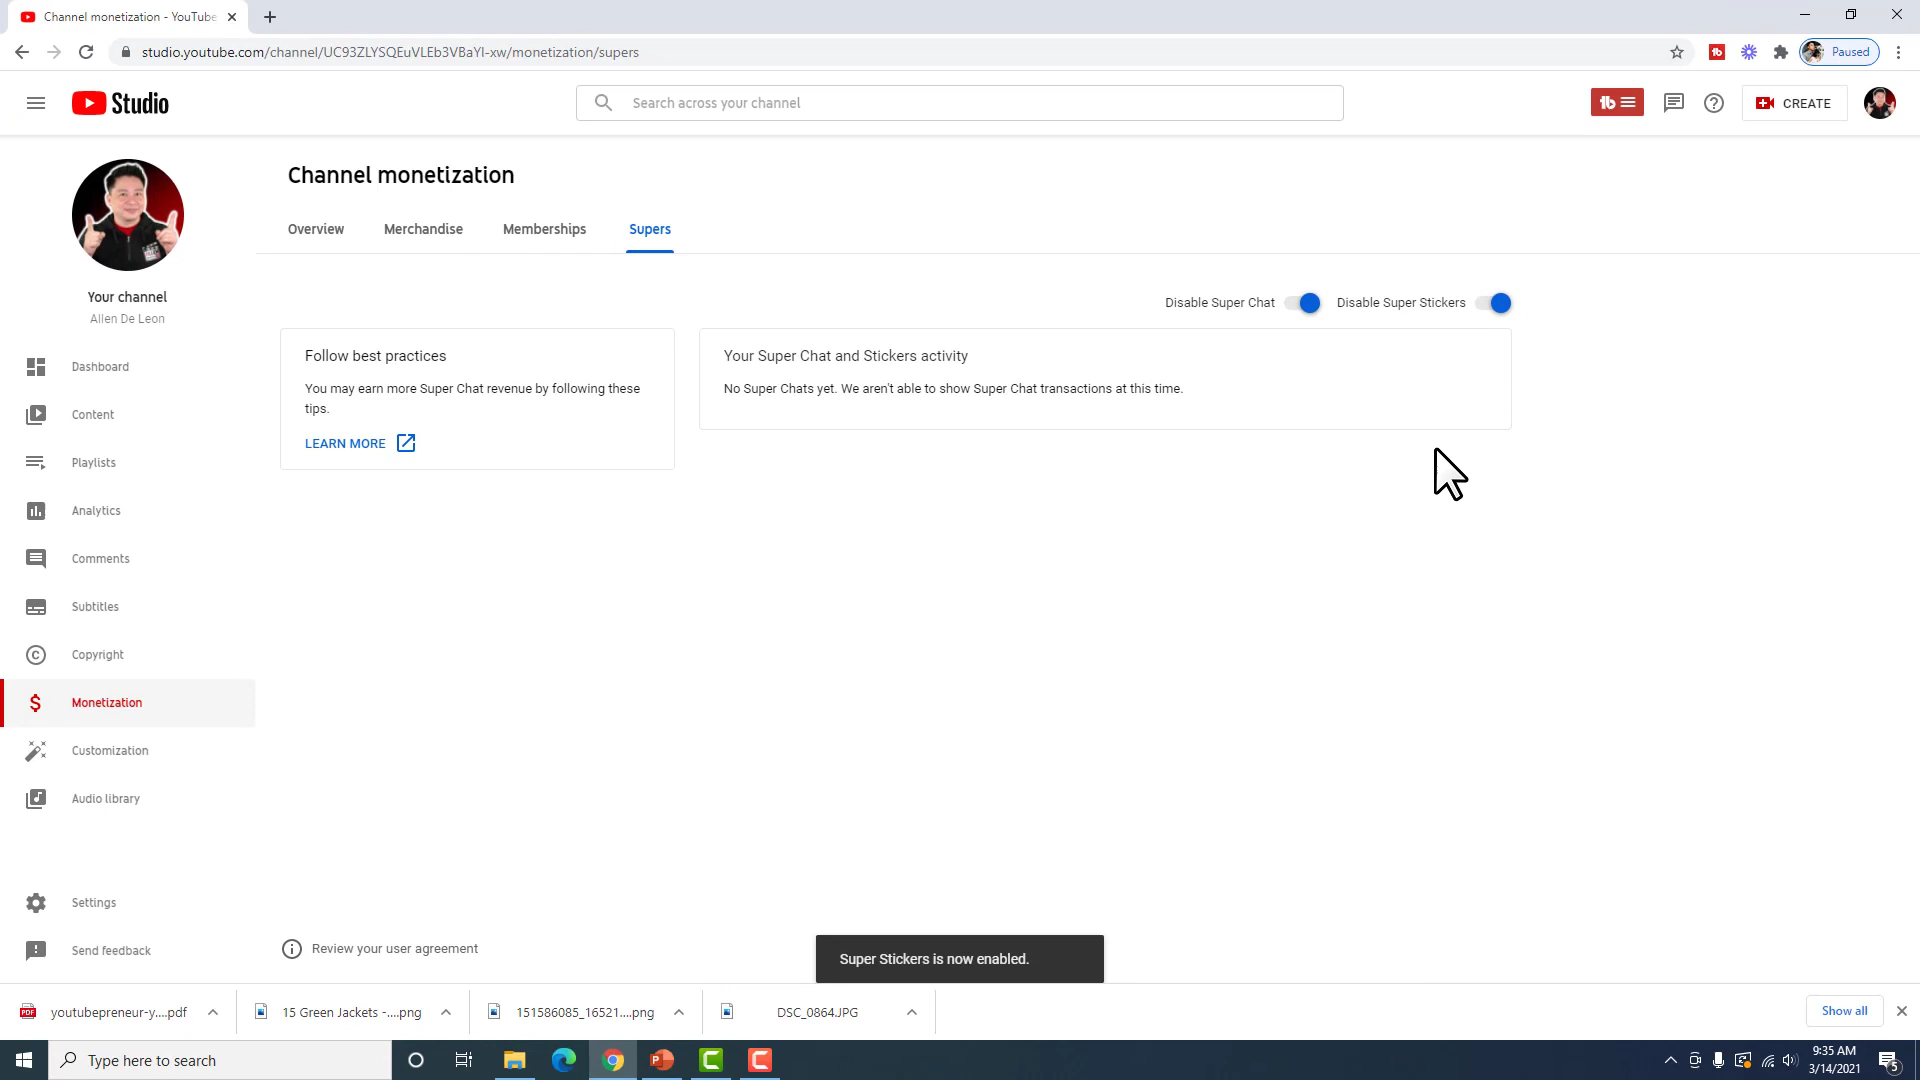 Channel monetization - YouTube
studio.youtube.com/channel/UC93ZLYSQEuVLEb3VBaYI-xw/monetization/supers
Paused
Studio
Search across your channel
CREATE
Your channel
Allen De Leon
Dashboard
Content
Playlists
Analytics
Comments
Subtitles
Copyright
Monetization
Customization
Audio library
Settings
Send feedback
Channel monetization
Overview Merchandise Memberships Supers
Disable Super Chat Disable Super Stickers
Follow best practices
You may earn more Super Chat revenue by following these
tips.
LEARN MORE
Your Super Chat and Stickers activity
No Super Chats yet. We aren't able to show Super Chat transactions at this time.
Review your user agreement
Super Stickers is now enabled.
youtubepreneur-y....pdf
15 Green Jackets -....png
151586085_16521....png
DSC_0864.JPG
Show all
Type here to search
9:35 AM
3/14/2021
5